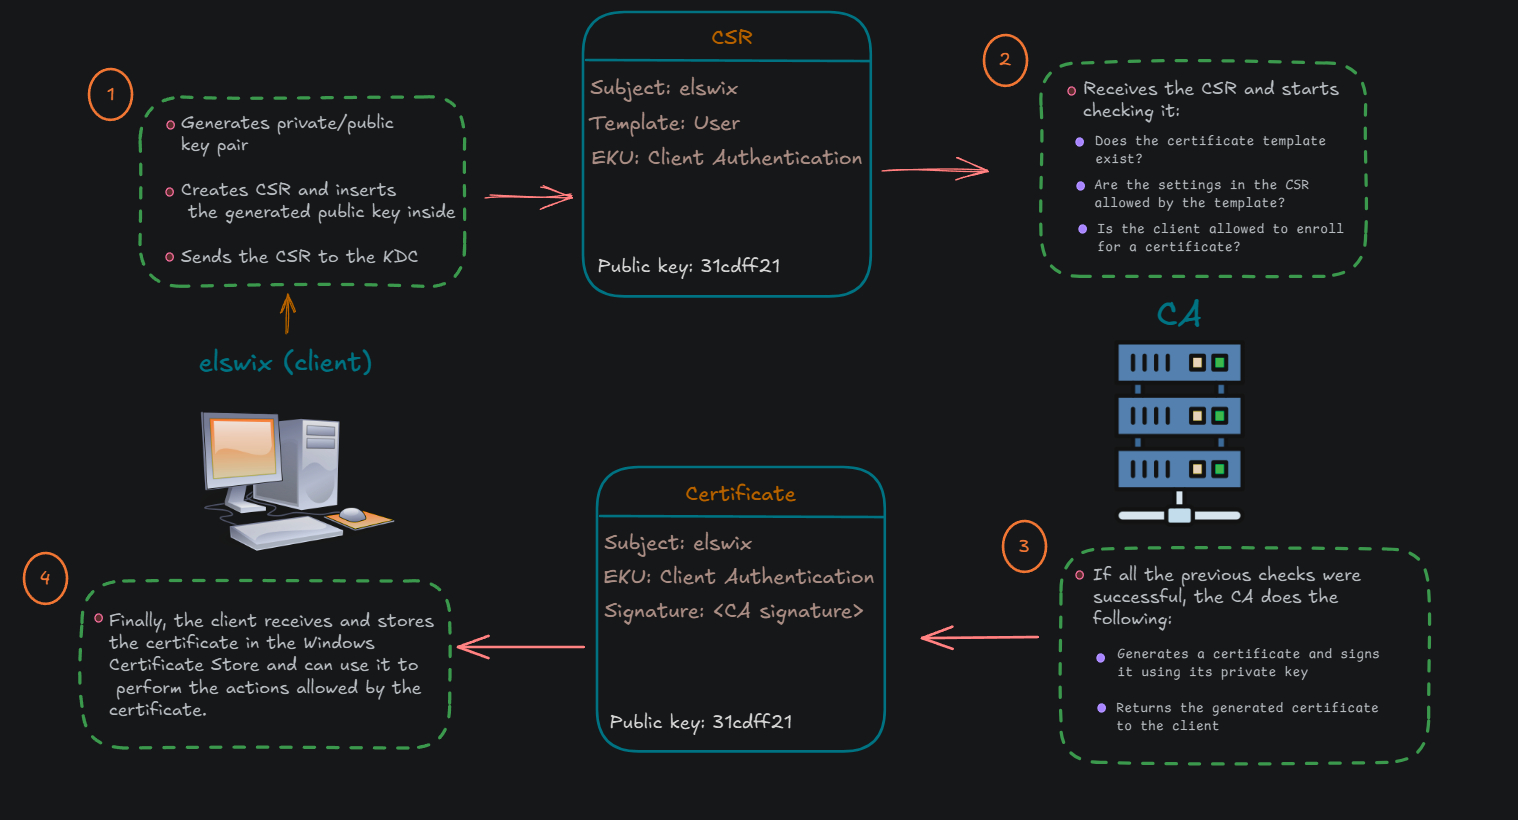 1
Generates private/public
key pair
Creates CSR and inserts
the generated public key inside
Sends the CSR to the KDC
elswix (client)
CSR
Subject: elswix
Template: User
EKU: Client Authentication
Public key: 31cdff21
2
Receives the CSR and starts
checking it:
Does the certificate template
exist?
Are the settings in the CSR
allowed by the template?
Is the client allowed to enroll
for a certificate?
CA
3
If all the previous checks were
successful, the CA does the
following:
Generates a certificate and signs
it using its private key
Returns the generated certificate
to the client
Certificate
Subject: elswix
EKU: Client Authentication
Signature: <CA signature>
Public key: 31cdff21
4
Finally, the client receives and stores
the certificate in the Windows
Certificate Store and can use it to
perform the actions allowed by the
certificate.